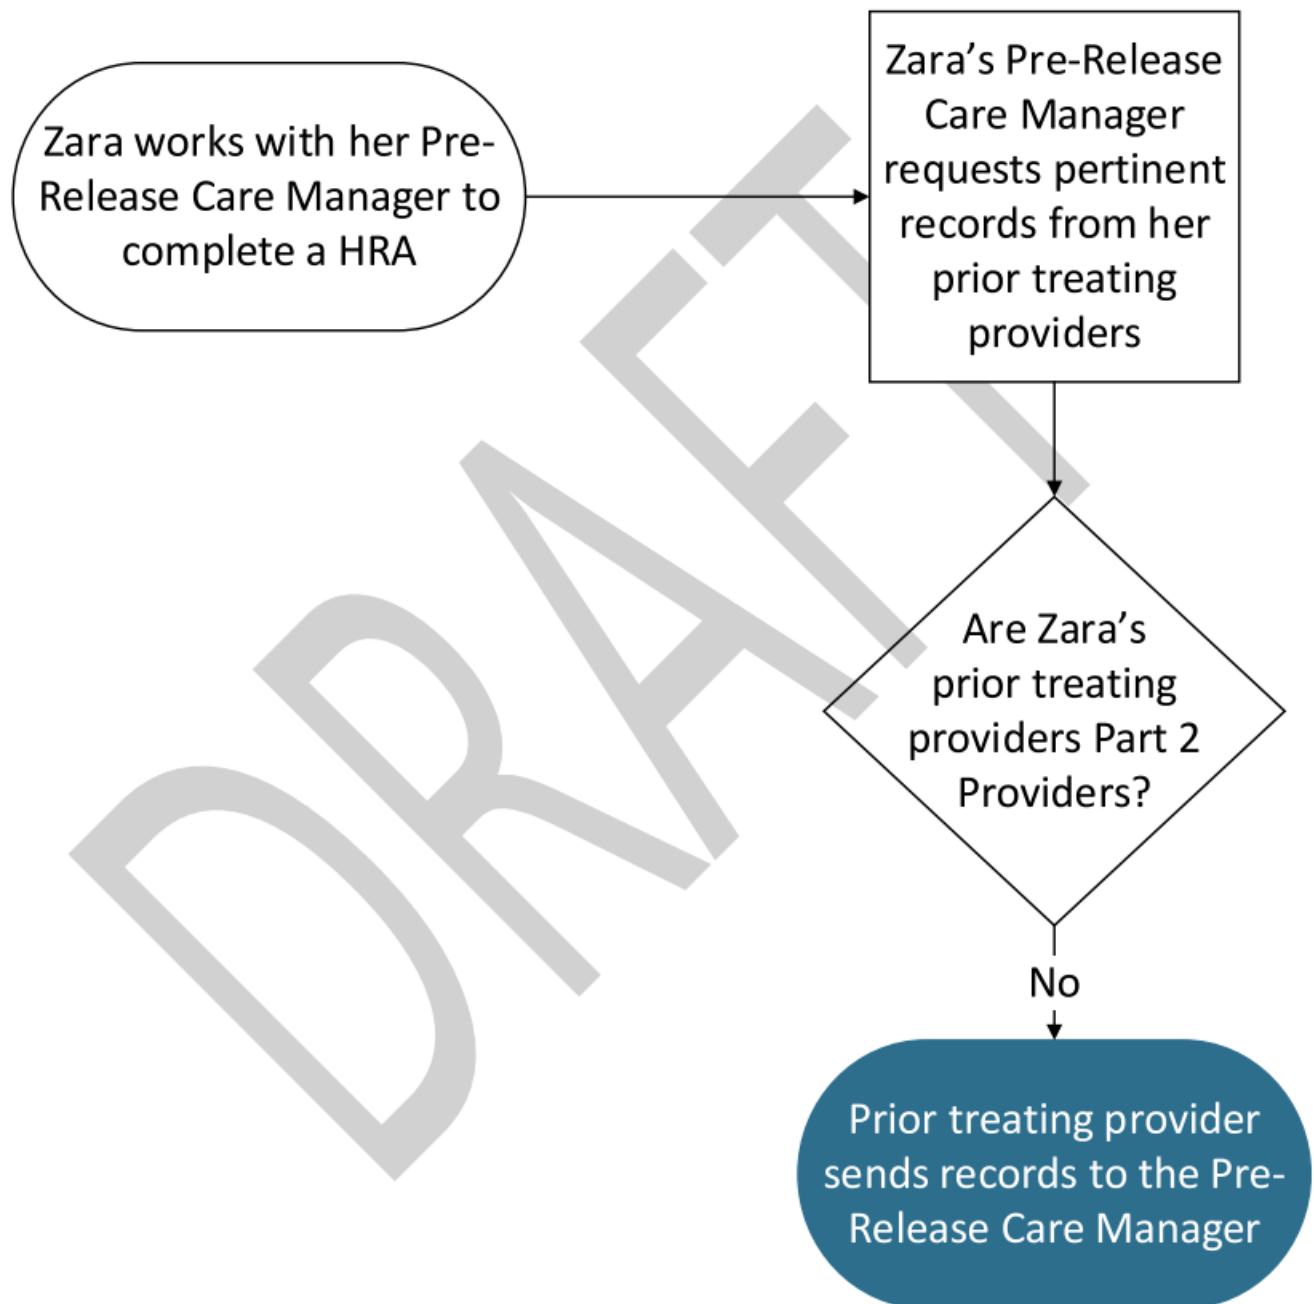 Zara works with her Pre-
Release Care Manager to
complete a HRA
Zara’s Pre-Release
Care Manager
requests pertinent
records from her
prior treating
providers
Are Zara’s
prior treating
providers Part 2
Providers?
No
Prior treating provider
sends records to the Pre-
Release Care Manager
DRAFT